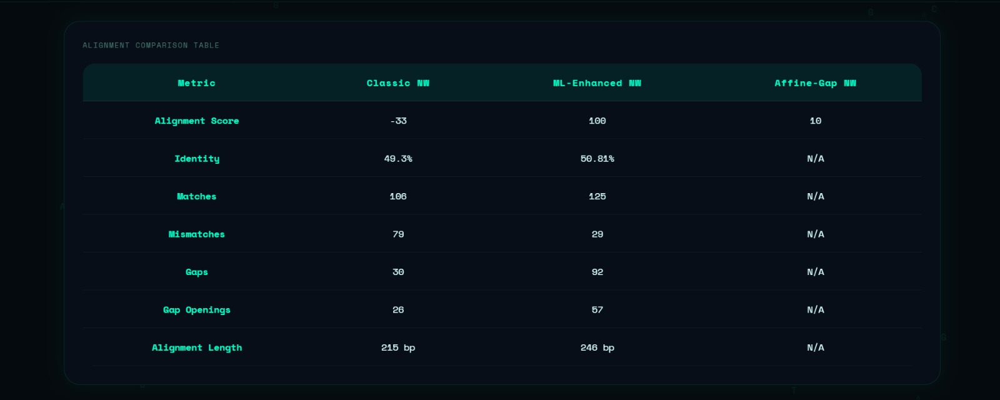 G
G
C
A
ALIGNMENT COMPARISON TABLE
Metric Classic NW ML-Enhanced NW Affine-Gap NW
Alignment Score -33 100 10
Identity 49.3% 50.81% N/A
Matches 106 125 N/A
Mismatches 79 29 N/A
Gaps 30 92 N/A
Gap Openings 26 57 N/A
G
Alignment Length 215 bp 246 bp N/A
T